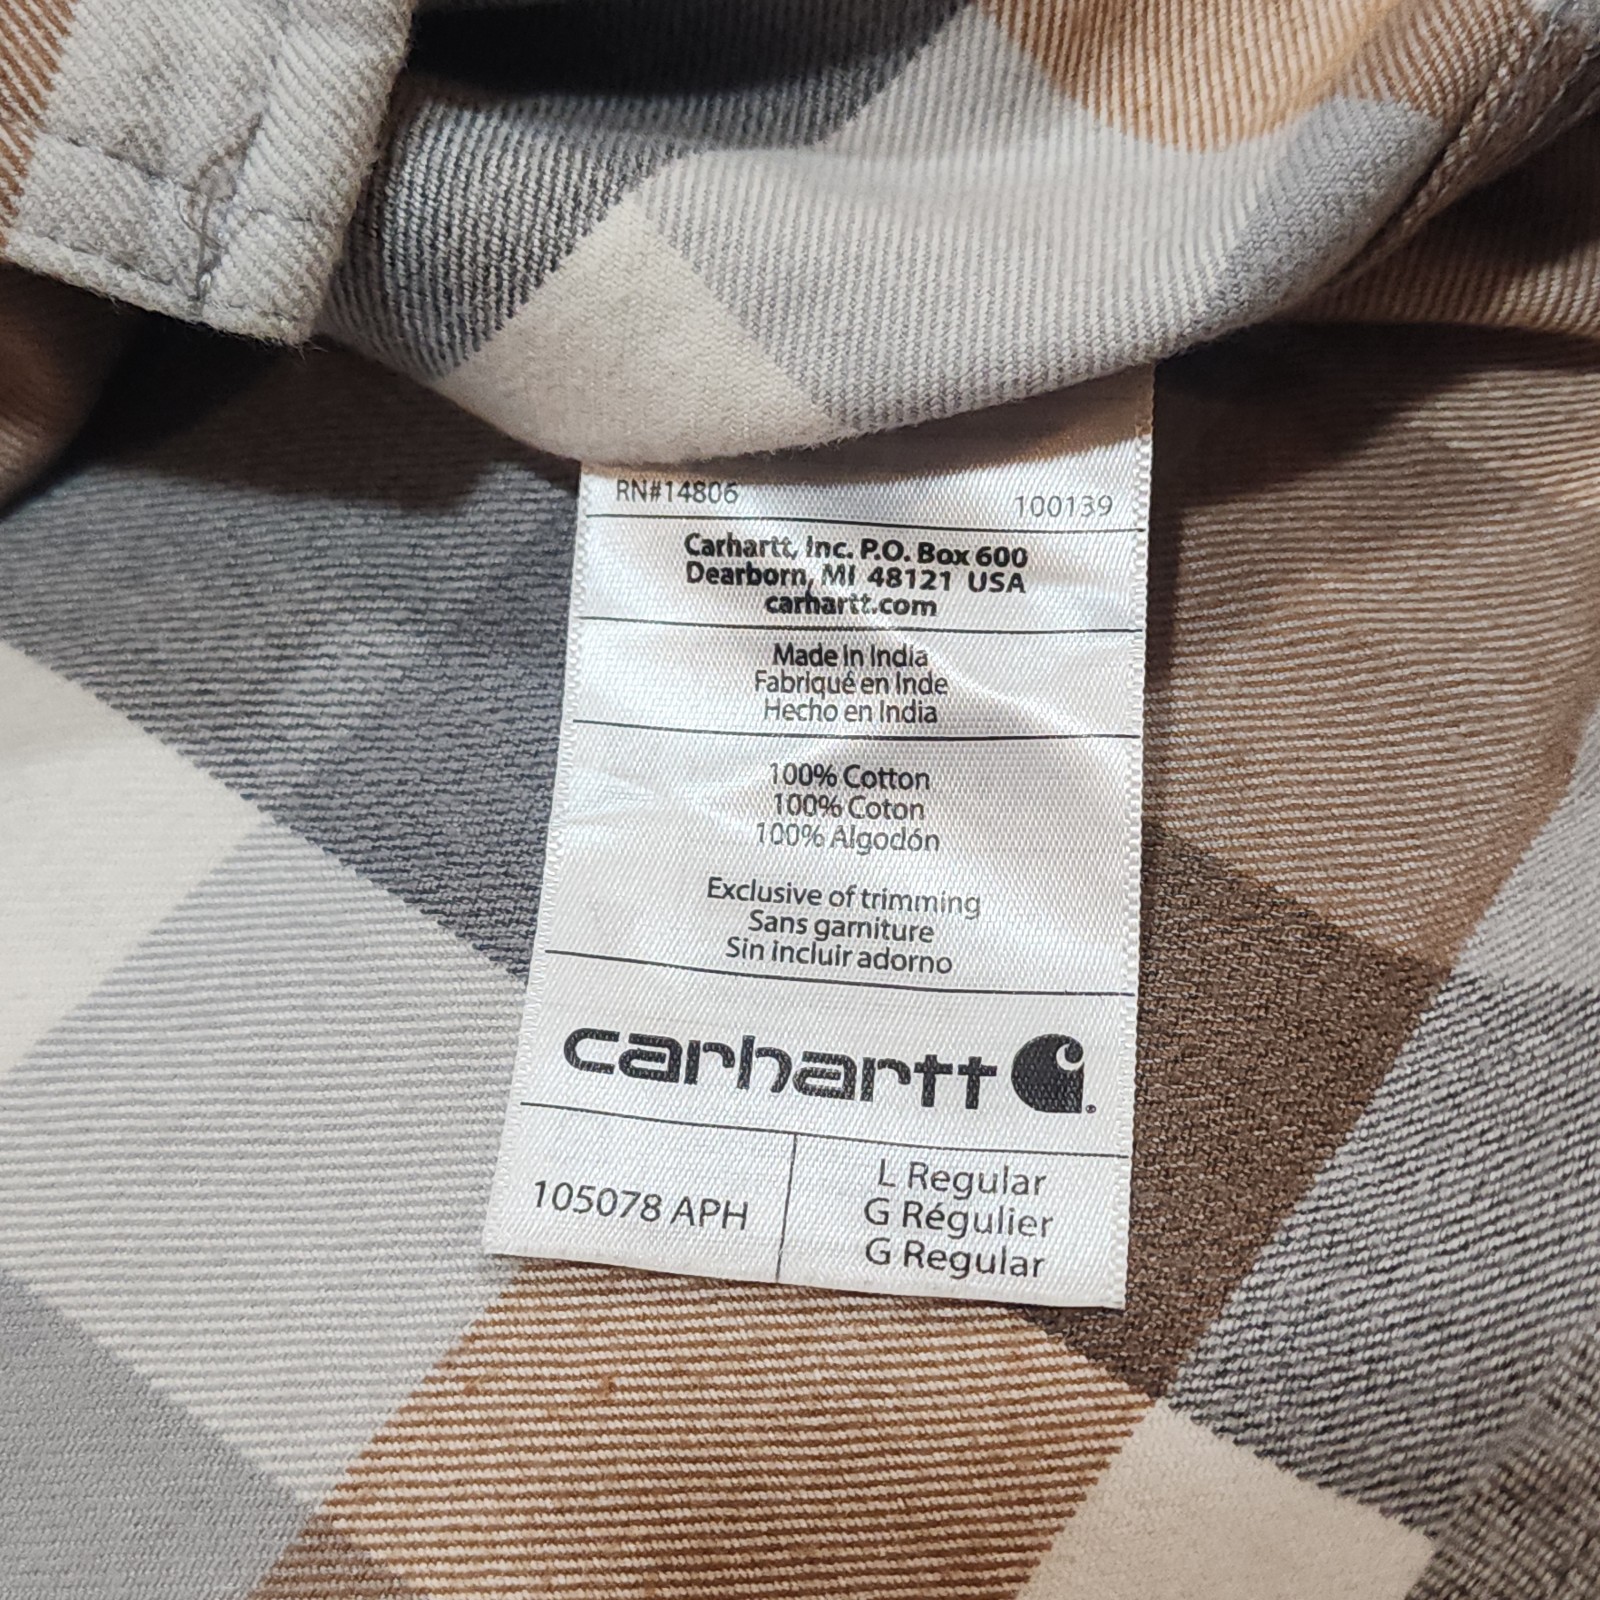 RN#14806 100139
Carhartt, Inc. P.O. Box 600
Dearborn, MI 48121 USA
carhartt.com
Made in India
Fabriqué en Inde
Hecho en India
100% Cotton
100% Coton
100% Algodón
Exclusive of trimming
Sans garniture
Sin incluir adorno
carhartt
105078 APH
L Regular
G Régulier
G Regular